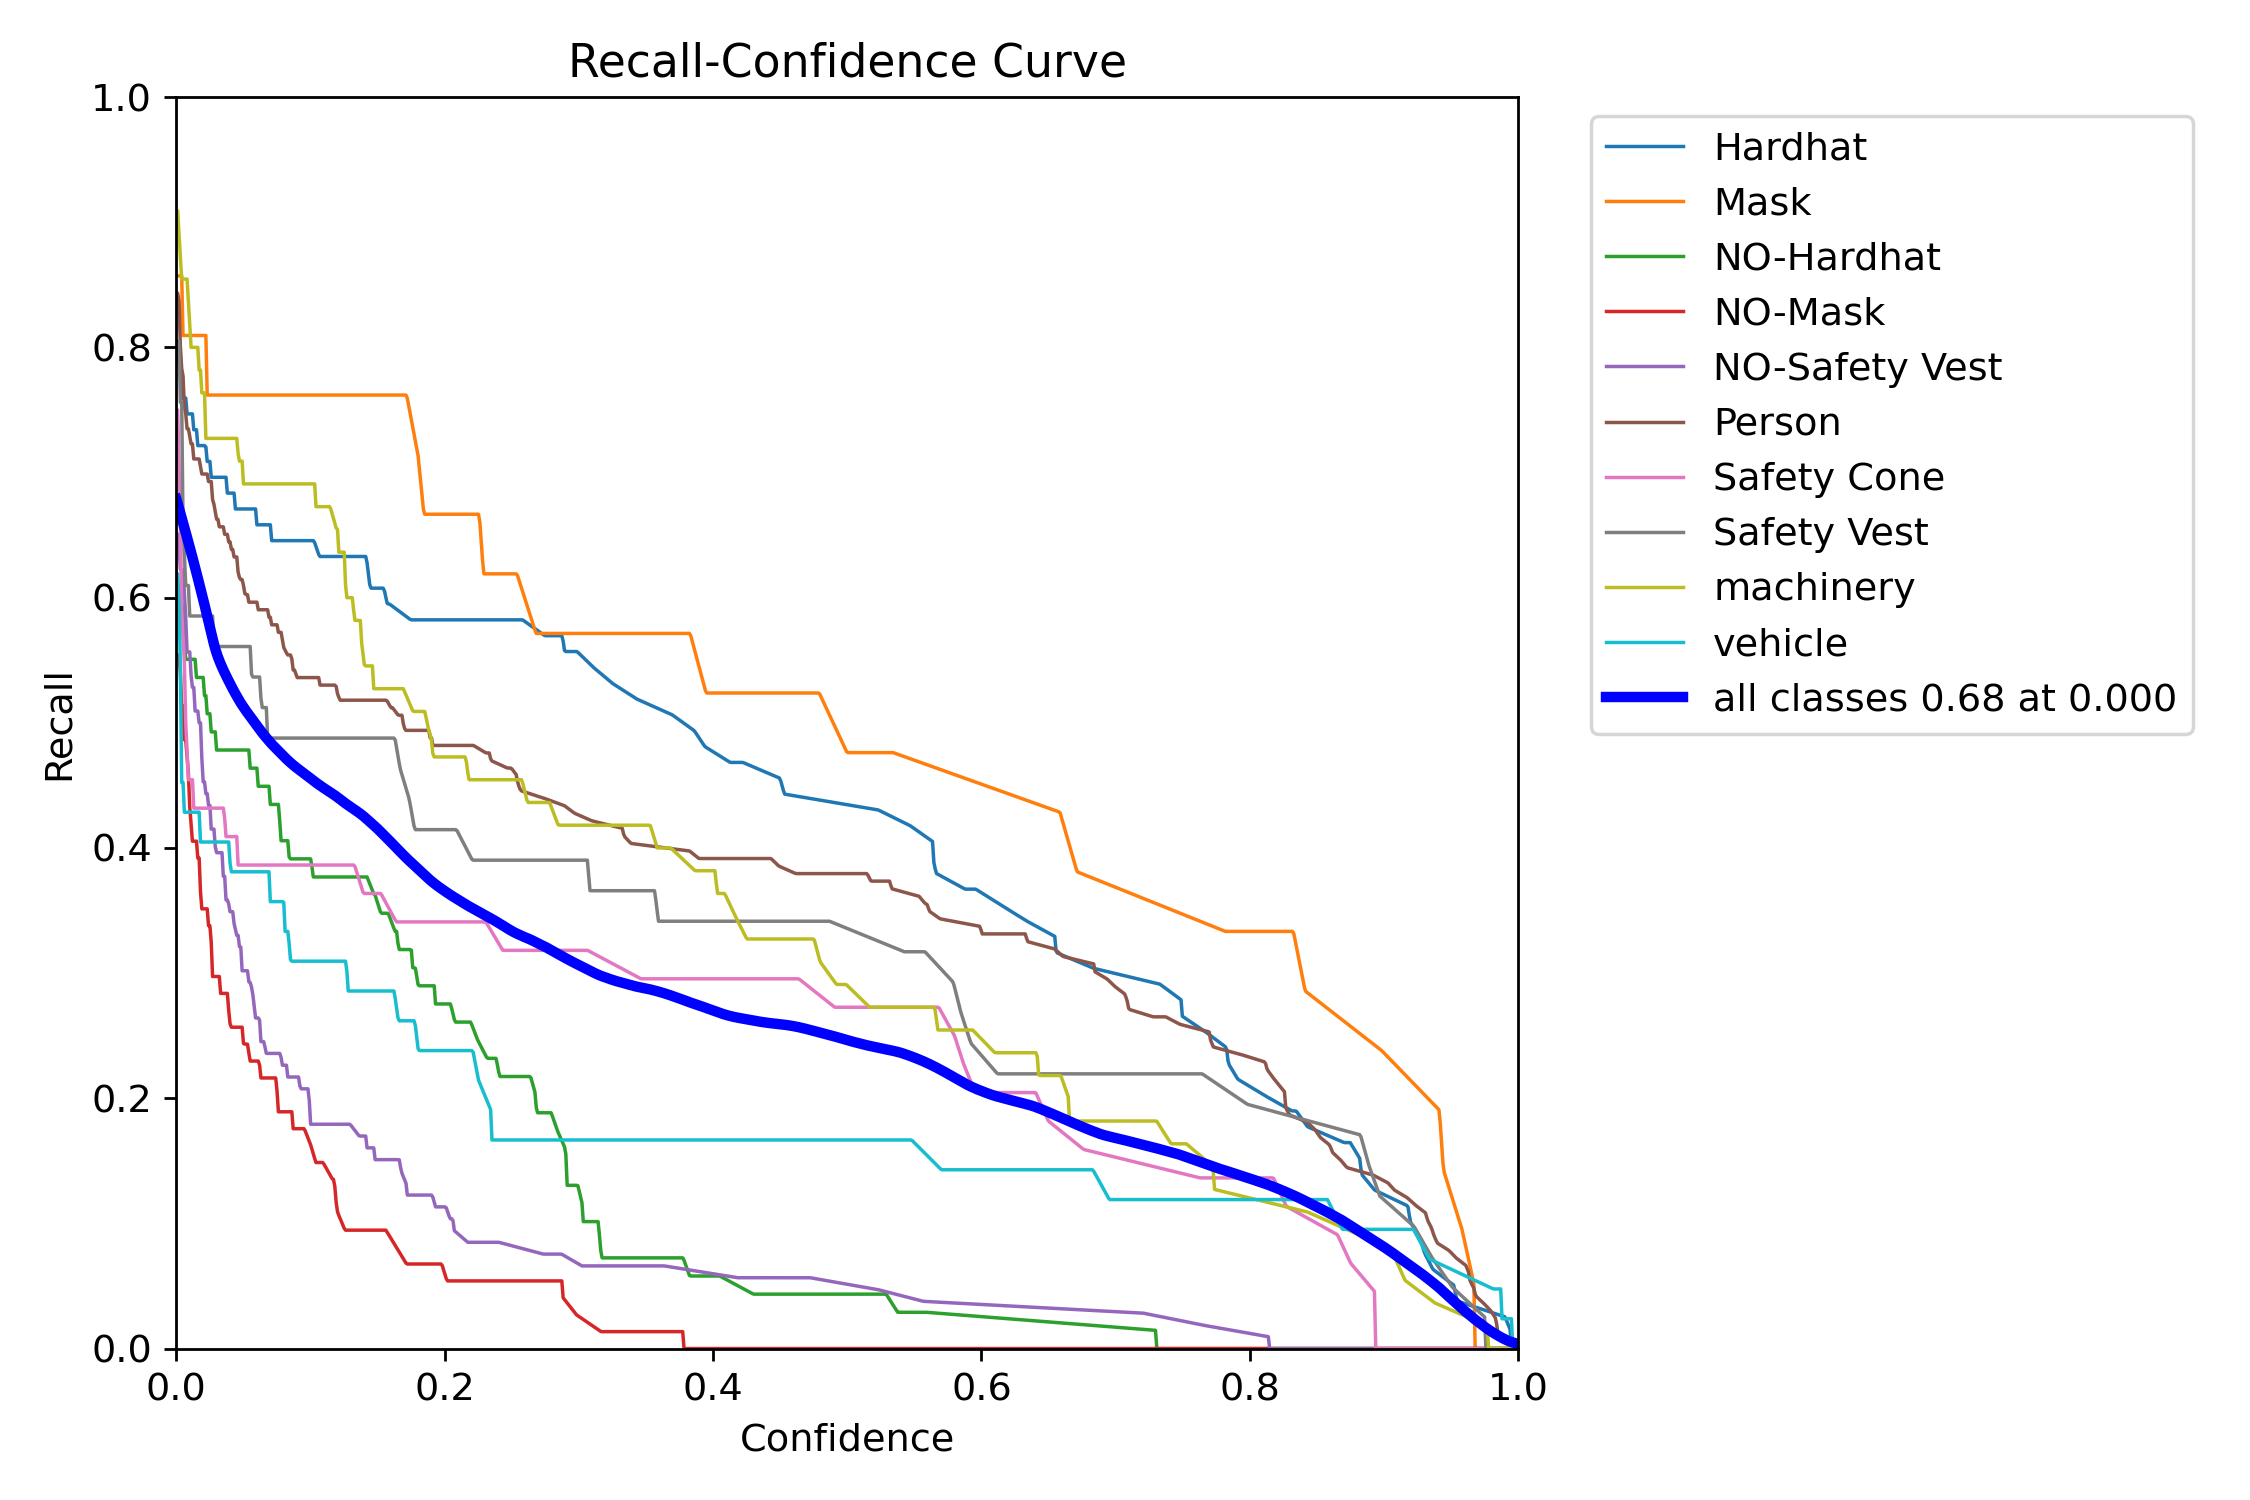 Recall-Confidence Curve
1.0
0.8
0.6
0.4
0.2
0.0
Recall
0.0 0.2 0.4 0.6 0.8 1.0
Confidence
Hardhat
Mask
NO-Hardhat
NO-Mask
NO-Safety Vest
Person
Safety Cone
Safety Vest
machinery
vehicle
all classes 0.68 at 0.000